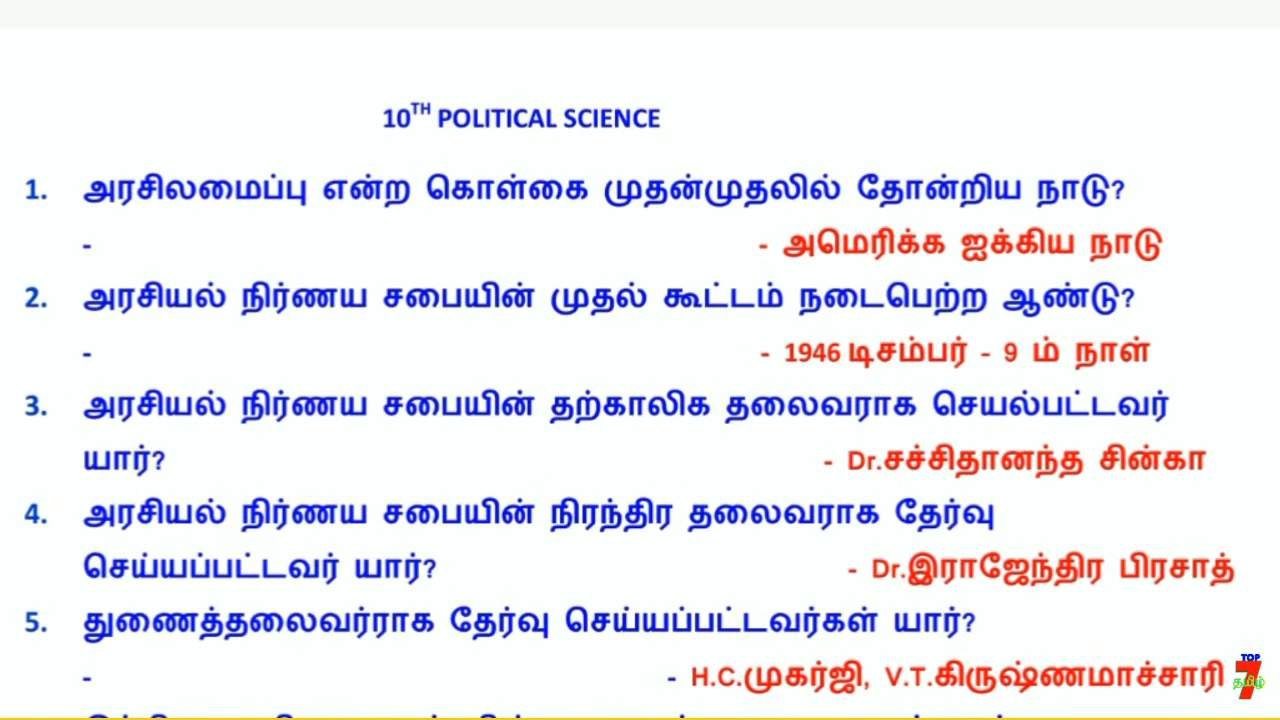 10TH POLITICAL SCIENCE
1. அரசிலமைப்பு என்ற கொள்கை முதன்முதலில் தோன்றிய நாடு?
- - அமெரிக்க ஐக்கிய நாடு
2. அரசியல் நிர்ணய சபையின் முதல் கூட்டம் நடைபெற்ற ஆண்டு?
- - 1946 டிசம்பர் - 9 ம் நாள்
3. அரசியல் நிர்ணய சபையின் தற்காலிக தலைவராக செயல்பட்டவர்
யார்? - Dr.சச்சிதானந்த சின்கா
4. அரசியல் நிர்ணய சபையின் நிரந்திர தலைவராக தேர்வு
செய்யப்பட்டவர் யார்? - Dr.இராஜேந்திர பிரசாத்
5. துணைத்தலைவர்ராக தேர்வு செய்யப்பட்டவர்கள் யார்?
- - H.C.முகர்ஜி, V.T.கிருஷ்ணமாச்சாரி
TOP
7
தமிழ்